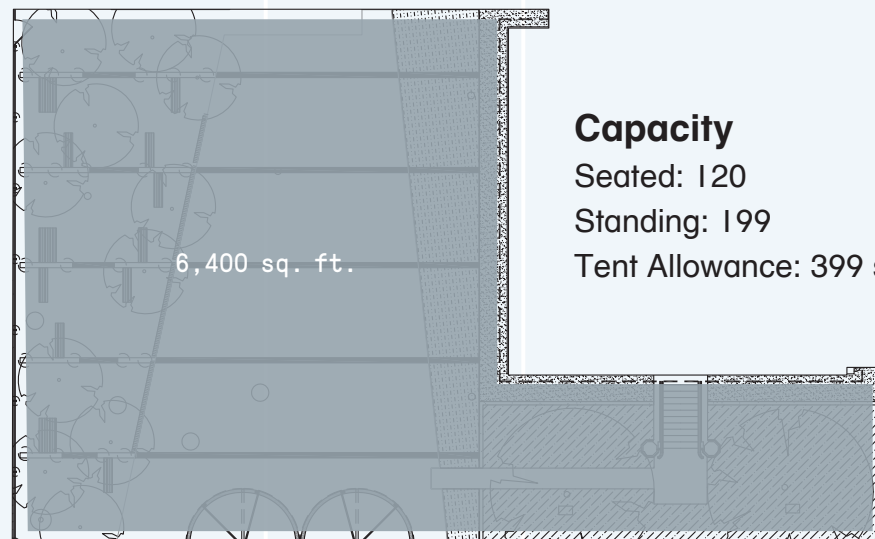 Capacity
Seated: 120
Standing: 199
Tent Allowance: 399
6,400 sq. ft.